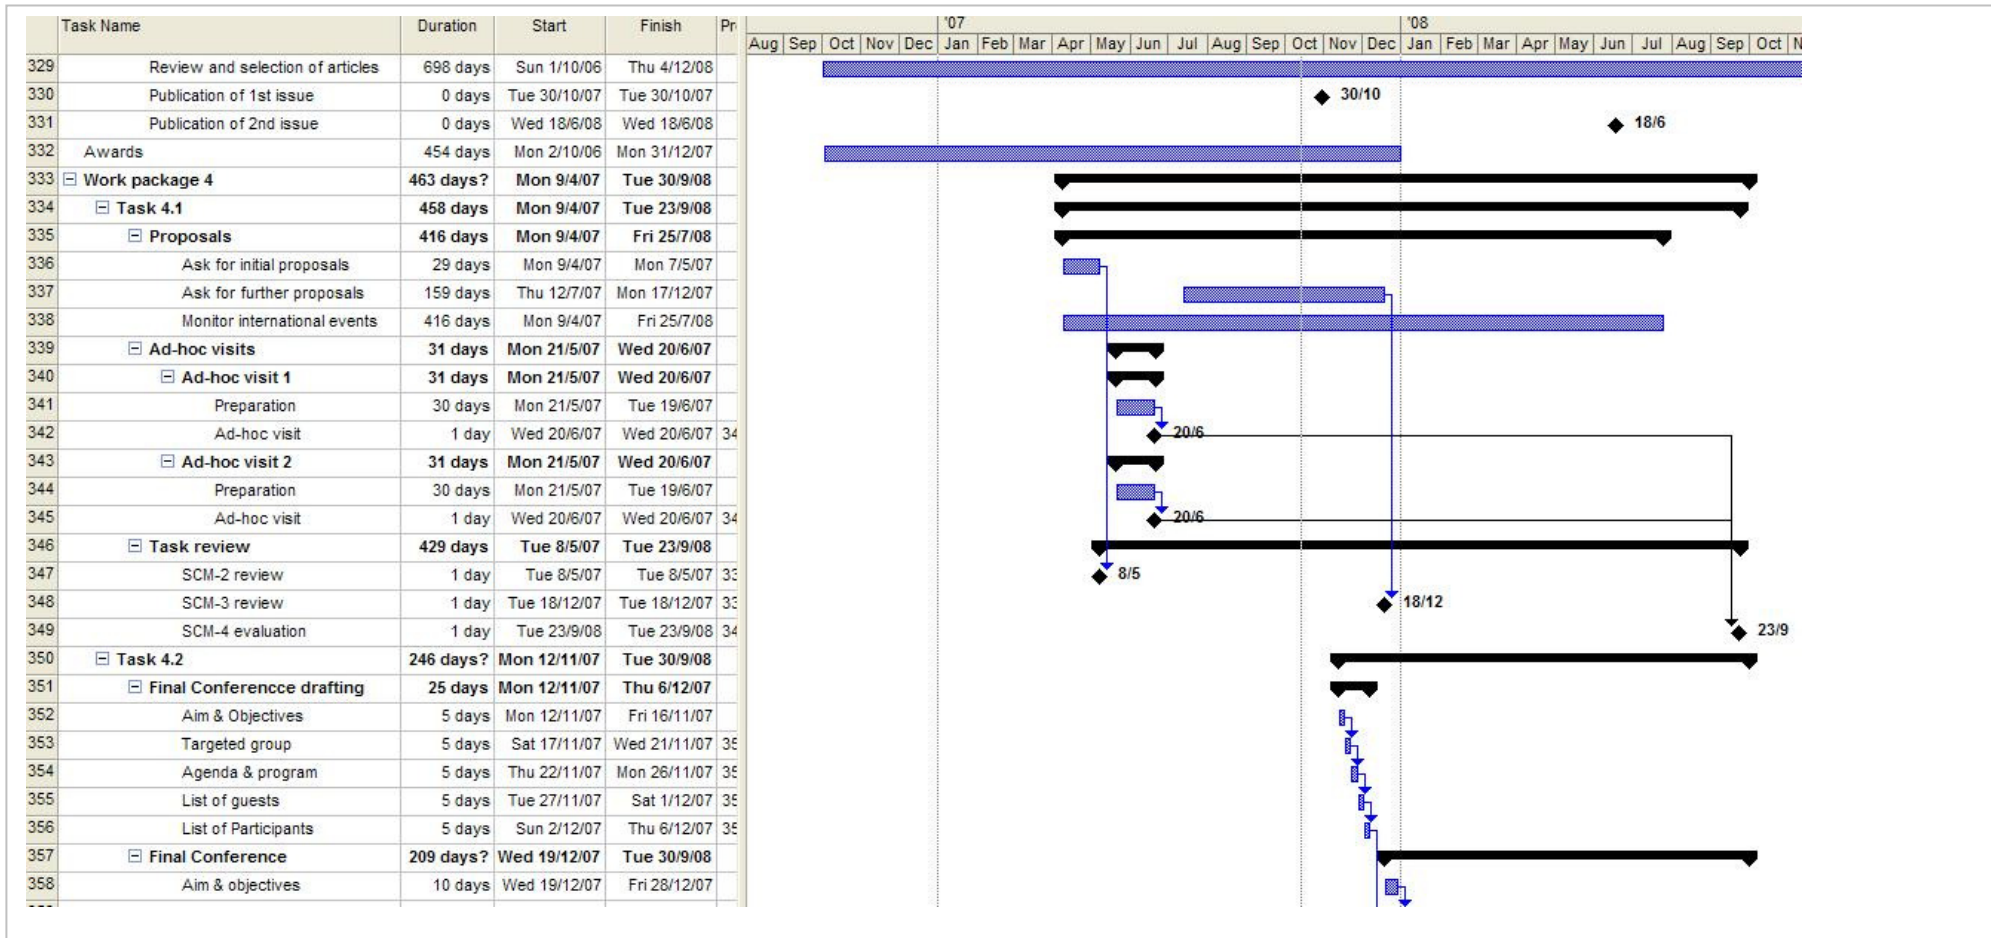 Task Name Duration Start Finish Pr
'07 '08
Aug Sep Oct Nov Dec Jan Feb Mar Apr May Jun Jul Aug Sep Oct Nov Dec Jan Feb Mar Apr May Jun Jul Aug Sep Oct N
329 Review and selection of articles 698 days Sun 1/10/06 Thu 4/12/08
330 Publication of 1st issue 0 days Tue 30/10/07 Tue 30/10/07 30/10
331 Publication of 2nd issue 0 days Wed 18/6/08 Wed 18/6/08 18/6
332 Awards 454 days Mon 2/10/06 Mon 31/12/07
333 Work package 4 463 days? Mon 9/4/07 Tue 30/9/08
334 Task 4.1 458 days Mon 9/4/07 Tue 23/9/08
335 Proposals 416 days Mon 9/4/07 Fri 25/7/08
336 Ask for initial proposals 29 days Mon 9/4/07 Mon 7/5/07
337 Ask for further proposals 159 days Thu 12/7/07 Mon 17/12/07
338 Monitor international events 416 days Mon 9/4/07 Fri 25/7/08
339 Ad-hoc visits 31 days Mon 21/5/07 Wed 20/6/07
340 Ad-hoc visit 1 31 days Mon 21/5/07 Wed 20/6/07
341 Preparation 30 days Mon 21/5/07 Tue 19/6/07
342 Ad-hoc visit 1 day Wed 20/6/07 Wed 20/6/07 34 20/6
343 Ad-hoc visit 2 31 days Mon 21/5/07 Wed 20/6/07
344 Preparation 30 days Mon 21/5/07 Tue 19/6/07
345 Ad-hoc visit 1 day Wed 20/6/07 Wed 20/6/07 34 20/6
346 Task review 429 days Tue 8/5/07 Tue 23/9/08
347 SCM-2 review 1 day Tue 8/5/07 Tue 8/5/07 33 8/5
348 SCM-3 review 1 day Tue 18/12/07 Tue 18/12/07 33 18/12
349 SCM-4 evaluation 1 day Tue 23/9/08 Tue 23/9/08 34 23/9
350 Task 4.2 246 days? Mon 12/11/07 Tue 30/9/08
351 Final Conferencce drafting 25 days Mon 12/11/07 Thu 6/12/07
352 Aim & Objectives 5 days Mon 12/11/07 Fri 16/11/07
353 Targeted group 5 days Sat 17/11/07 Wed 21/11/07 35
354 Agenda & program 5 days Thu 22/11/07 Mon 26/11/07 35
355 List of guests 5 days Tue 27/11/07 Sat 1/12/07 35
356 List of Participants 5 days Sun 2/12/07 Thu 6/12/07 35
357 Final Conference 209 days? Wed 19/12/07 Tue 30/9/08
358 Aim & objectives 10 days Wed 19/12/07 Fri 28/12/07